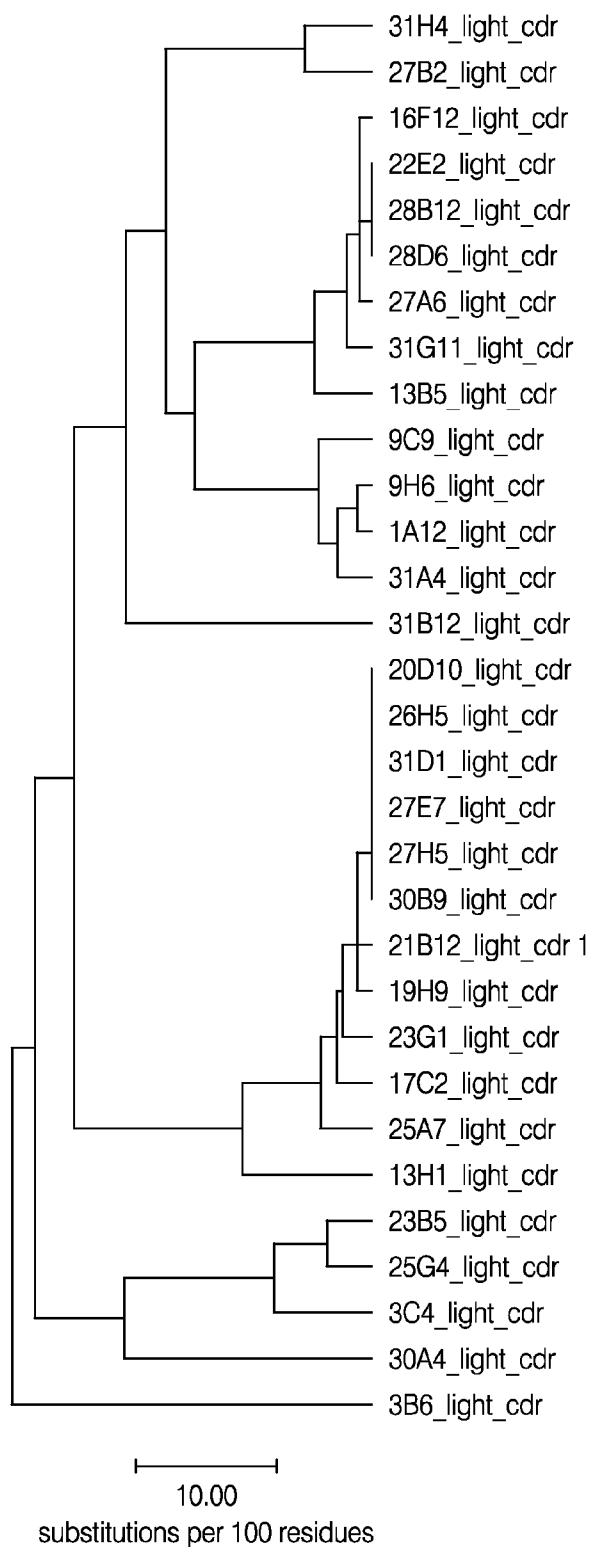 31H4_light_cdr
27B2_light_cdr
16F12_light_cdr
22E2_light_cdr
28B12_light_cdr
28D6_light_cdr
27A6_light_cdr
31G11_light_cdr
13B5_light_cdr
9C9_light_cdr
9H6_light_cdr
1A12_light_cdr
31A4_light_cdr
31B12_light_cdr
20D10_light_cdr
26H5_light_cdr
31D1_light_cdr
27E7_light_cdr
27H5_light_cdr
30B9_light_cdr
21B12_light_cdr 1
19H9_light_cdr
23G1_light_cdr
17C2_light_cdr
25A7_light_cdr
13H1_light_cdr
23B5_light_cdr
25G4_light_cdr
3C4_light_cdr
30A4_light_cdr
3B6_light_cdr
10.00
substitutions per 100 residues